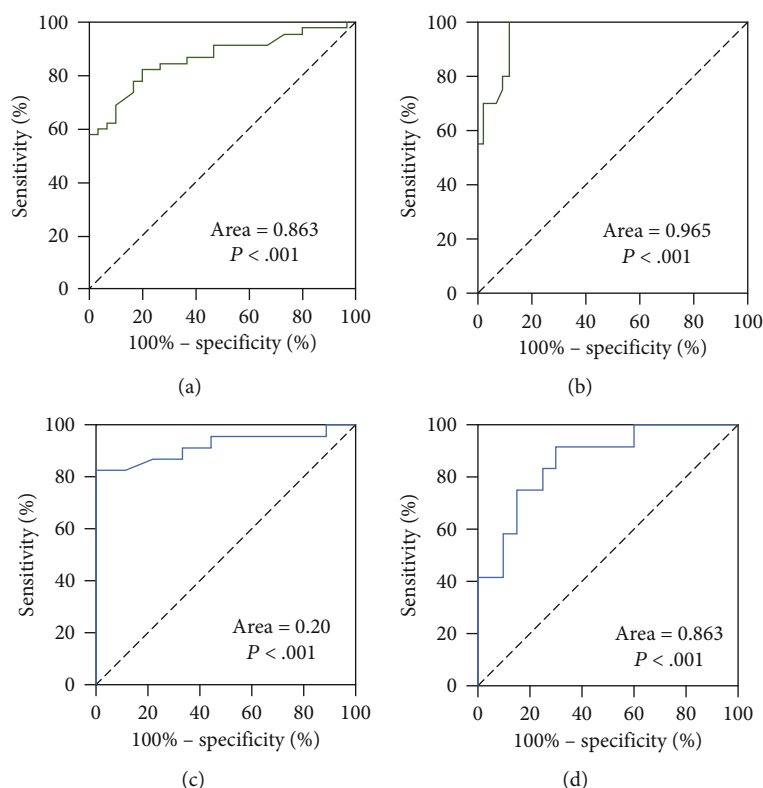 100
80
60
40
20
0
Sensitivity (%)
Area = 0.863
P < .001
0 20 40 60 80 100
100% – specificity (%)
(a)
100
80
60
40
20
0
Sensitivity (%)
Area = 0.965
P < .001
0 20 40 60 80 100
100% – specificity (%)
(b)
100
80
60
40
20
0
Sensitivity (%)
Area = 0.20
P < .001
0 20 40 60 80 100
100% – specificity (%)
(c)
100
80
60
40
20
0
Sensitivity (%)
Area = 0.863
P < .001
0 20 40 60 80 100
100% – specificity (%)
(d)